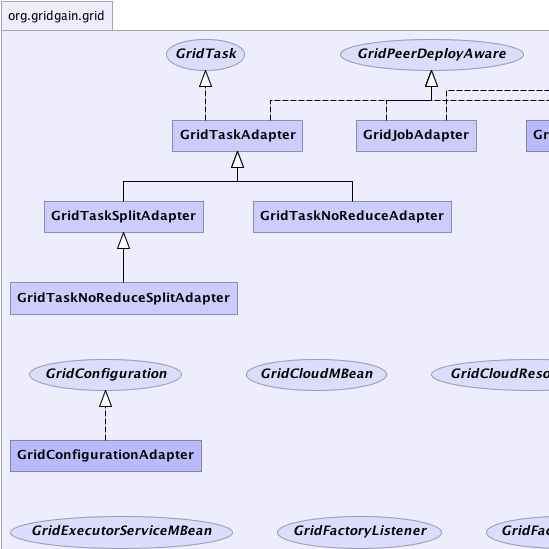 org.gridgain.grid
GridTask
GridPeerDeployAware
GridTaskAdapter
GridJobAdapter
Gr
GridTaskSplitAdapter
GridTaskNoReduceAdapter
GridTaskNoReduceSplitAdapter
GridConfiguration
GridCloudMBean
GridCloudReso
GridConfigurationAdapter
GridExecutorServiceMBean
GridFactoryListener
GridFac